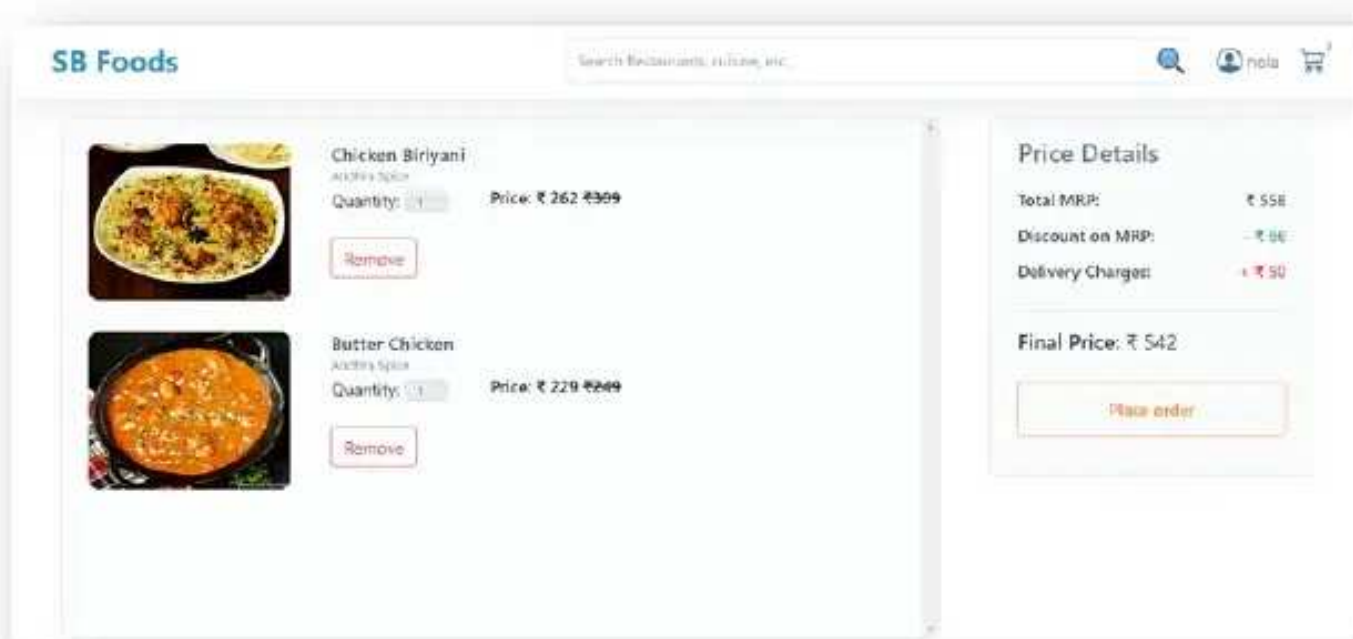 SB Foods
Search Restaurants, cuisine, etc.,
nola
Chicken Biriyani
Andhra Spice
Quantity: 1 Price: ₹ 262 ₹309
Remove
Butter Chicken
Andhra Spice
Quantity: 1 Price: ₹ 229 ₹249
Remove
Price Details
Total MRP: ₹ 558
Discount on MRP: - ₹ 66
Delivery Charges: + ₹ 50
Final Price: ₹ 542
Place order